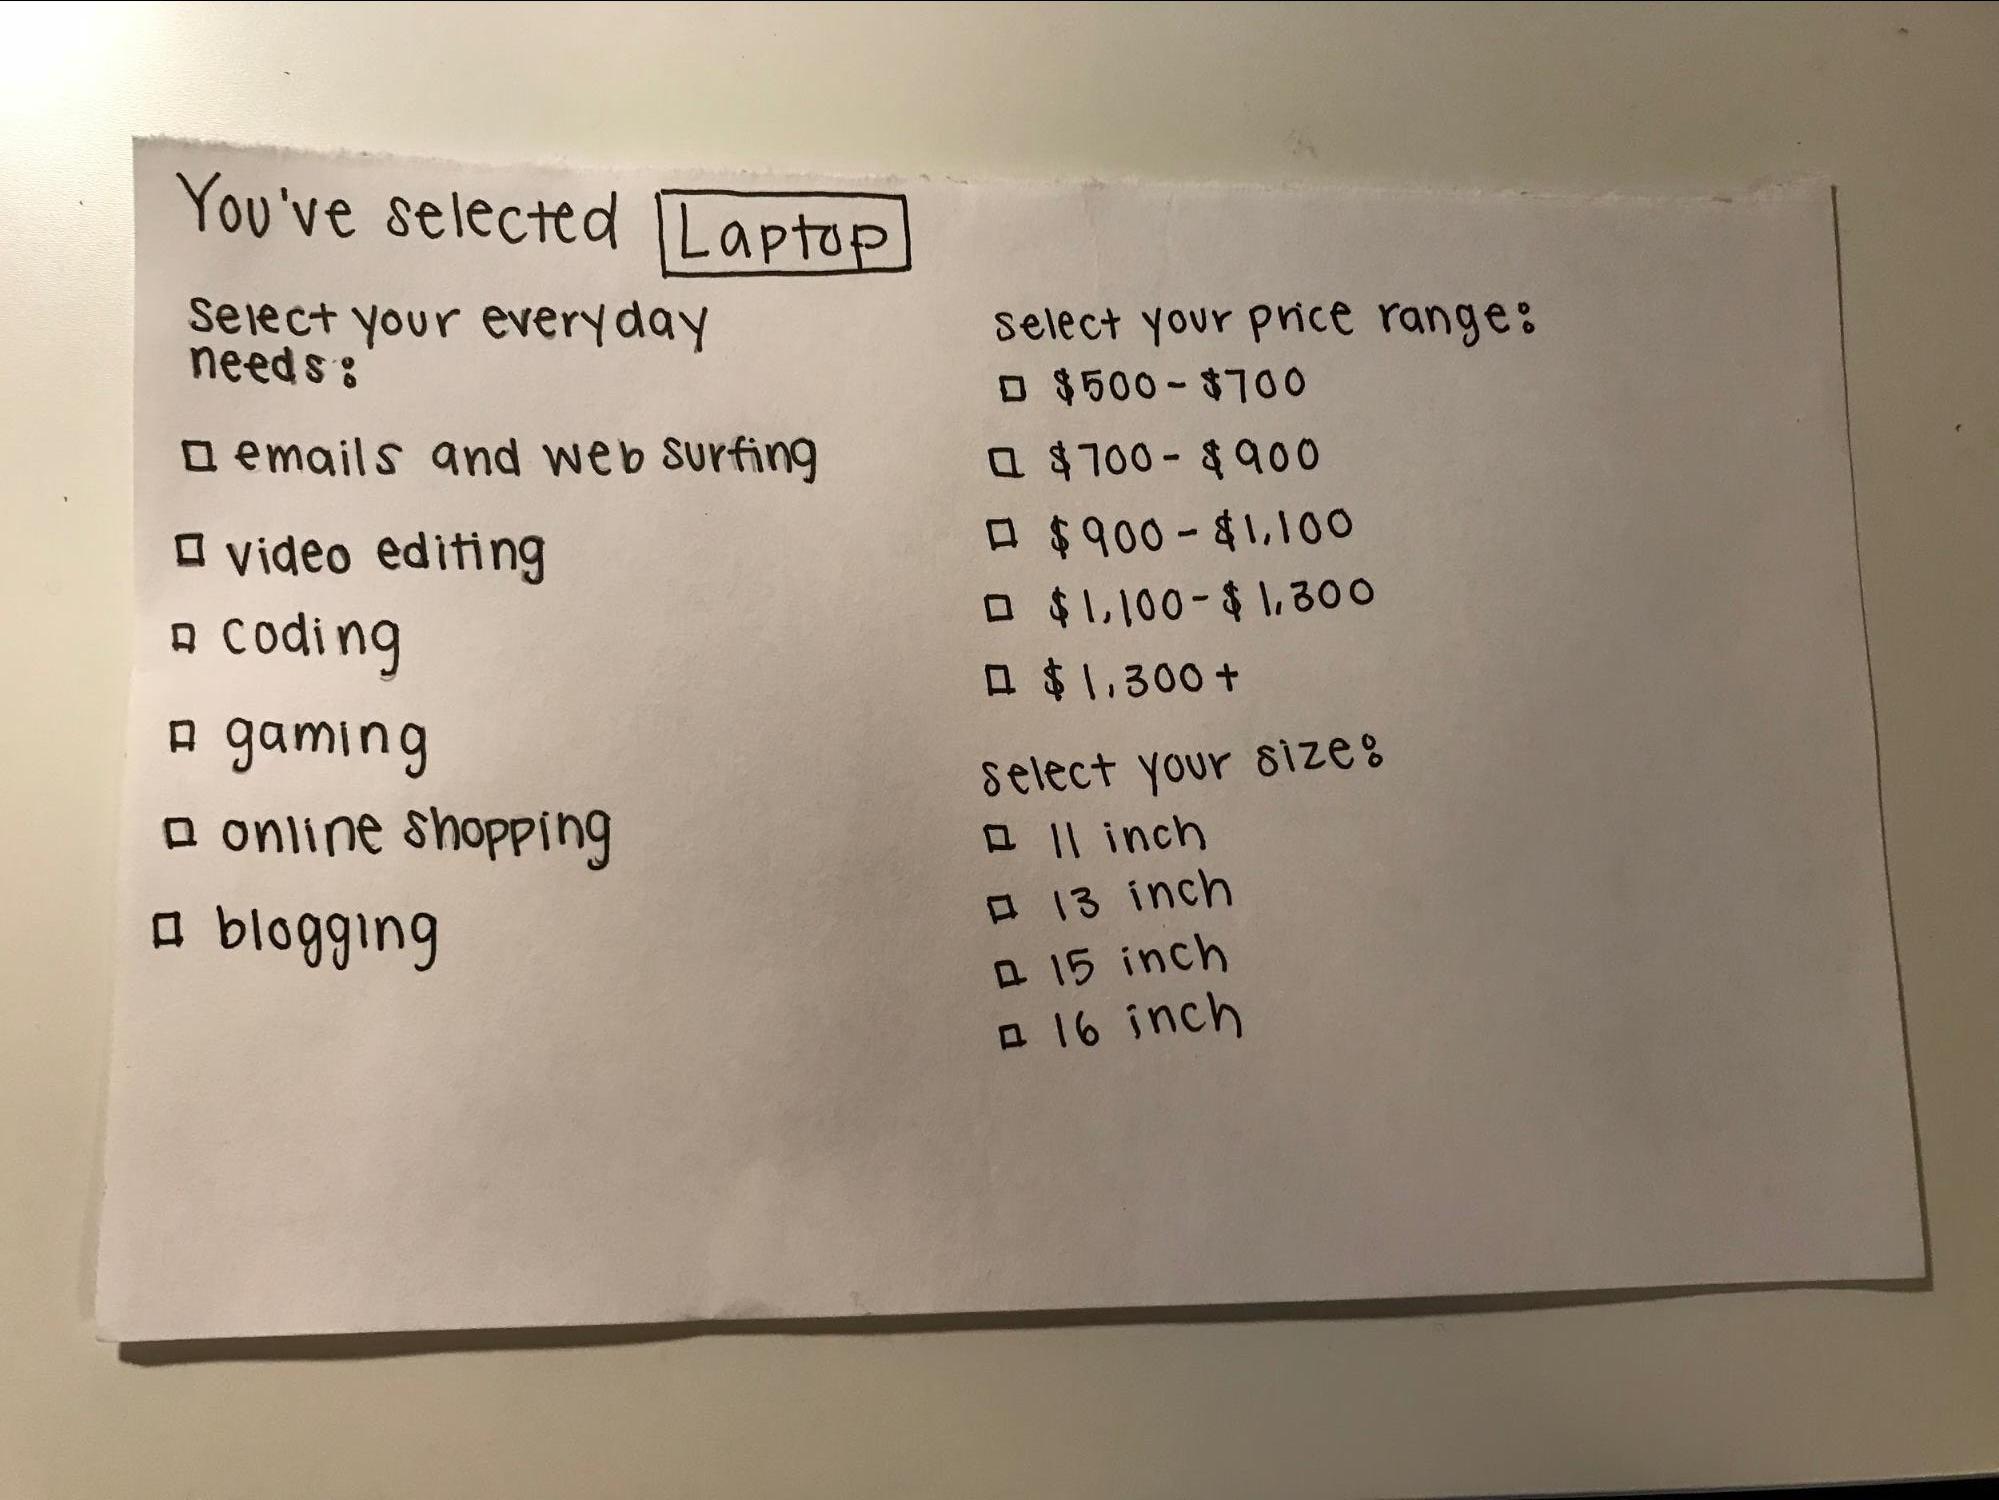 You've selected Laptop
select your everyday
needs:
emails and web surfing
video editing
coding
gaming
online shopping
blogging
select your price range:
$500-$700
$700-$900
$900-$1,100
$1,100-$1,300
$1,300+
select your size:
11 inch
13 inch
15 inch
16 inch